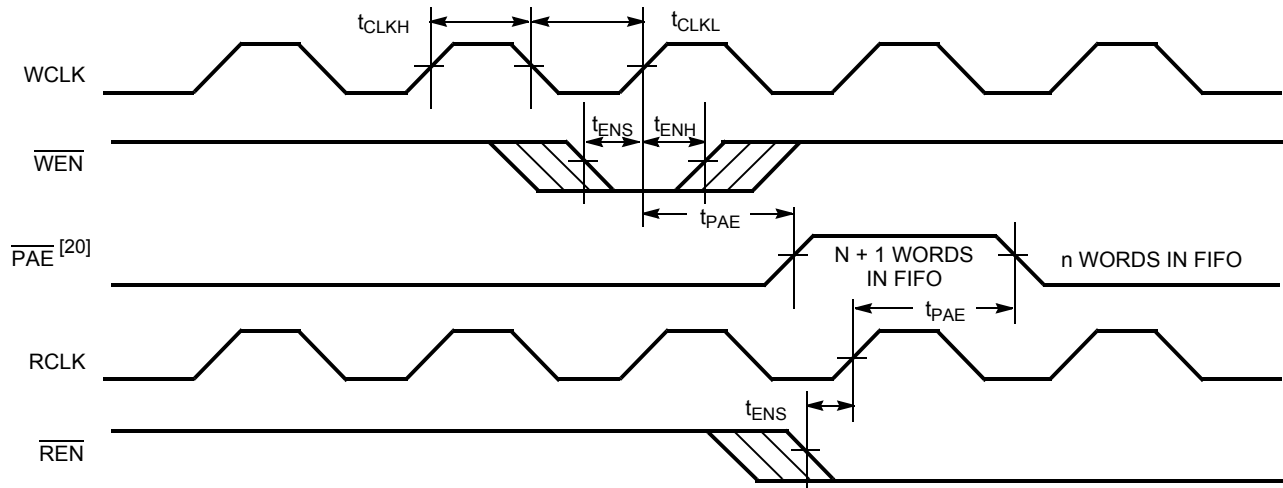 tCLKH
tCLKL
WCLK
tENS
tENH
WEN
tPAE
PAE [20]
N + 1 WORDS
IN FIFO
n WORDS IN FIFO
tPAE
RCLK
tENS
REN